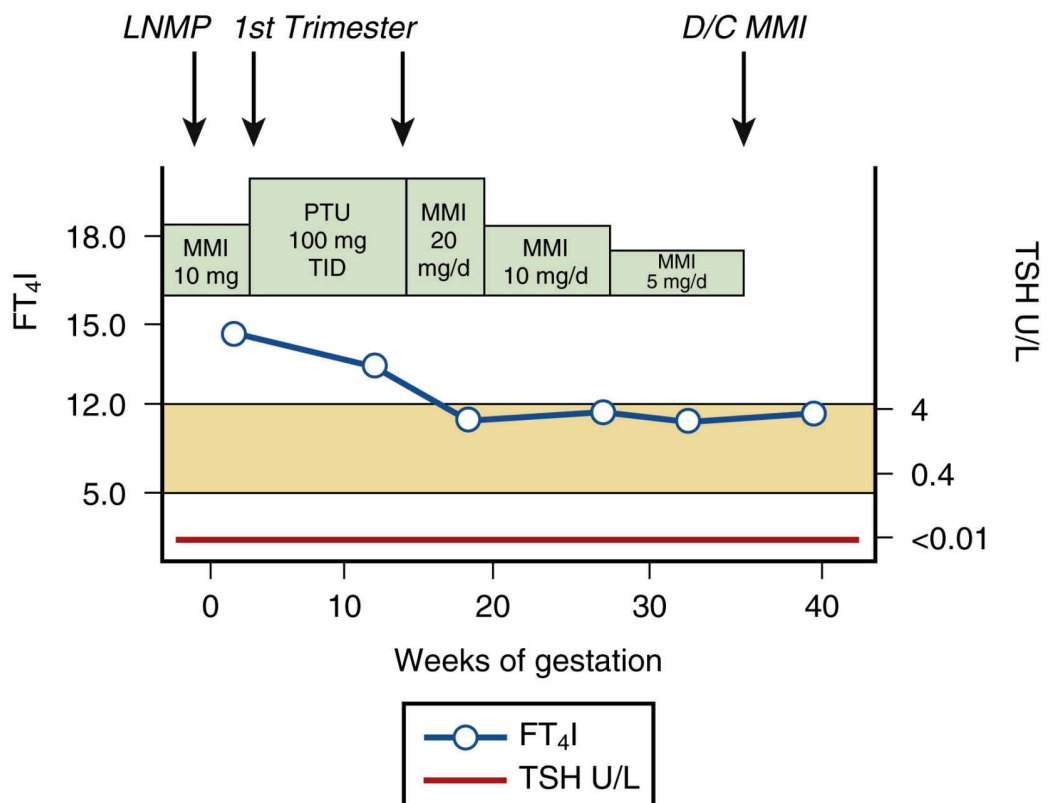 LNMP 1st Trimester D/C MMI
MMI
10 mg
PTU
100 mg
TID
MMI
20
mg/d
MMI
10 mg/d
MMI
5 mg/d
FT₄I
18.0
15.0
12.0
5.0
TSH U/L
4
0.4
<0.01
0 10 20 30 40
Weeks of gestation
FT₄I
TSH U/L